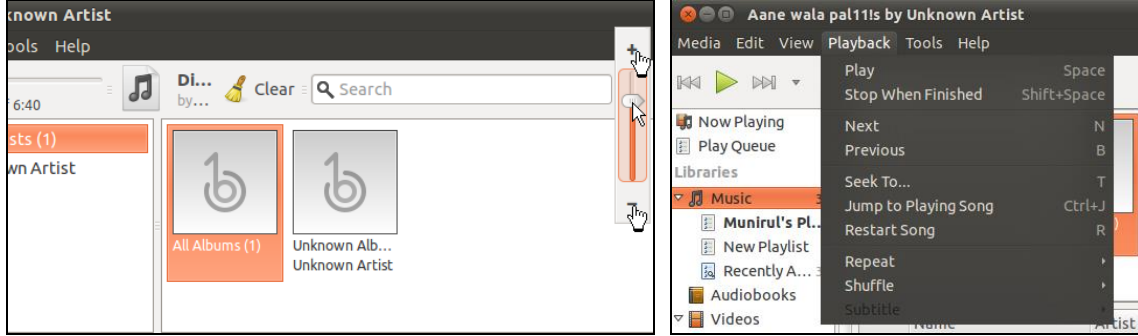 known Artist
ools Help
6:40
Di...
by...
Clear
Search
sts (1)
wn Artist
All Albums (1)
Unknown Alb...
Unknown Artist
+
-
Aane wala pal11!s by Unknown Artist
Media Edit View Playback Tools Help
Play Space
Stop When Finished Shift+Space
Next N
Previous B
Seek To... T
Jump to Playing Song Ctrl+J
Restart Song R
Repeat
Shuffle
Subtitle
Now Playing
Play Queue
Libraries
Music
Munirul's Pl...
New Playlist
Recently A... 3
Audiobooks
Videos
Name Artist